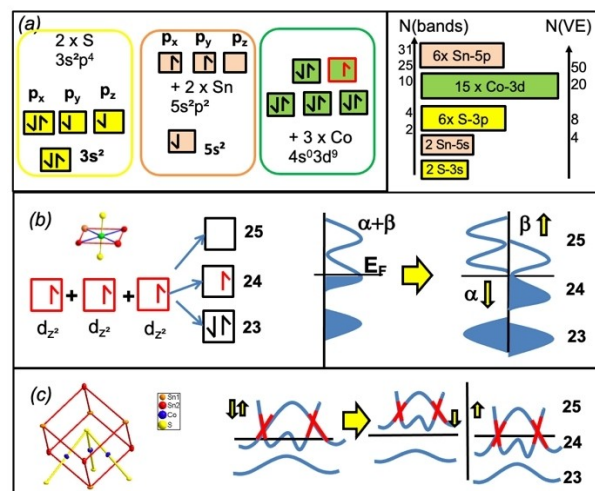 (a)
2 x S
3s²p⁴
pₓ pᵧ p_z
3s²
pₓ pᵧ p_z
+ 2 x Sn
5s²p²
5s²
+ 3 x Co
4s⁰3d⁹
N(bands)
N(VE)
31
25
10
4
2
6x Sn-5p
15 x Co-3d
6x S-3p
2 Sn-5s
2 S-3s
50
20
8
4
(b)
+ +
d_z² d_z² d_z²
25
24
23
α+β
E_F
β
α
25
24
23
(c)
Sn1
Sn2
Co
S
25
24
23